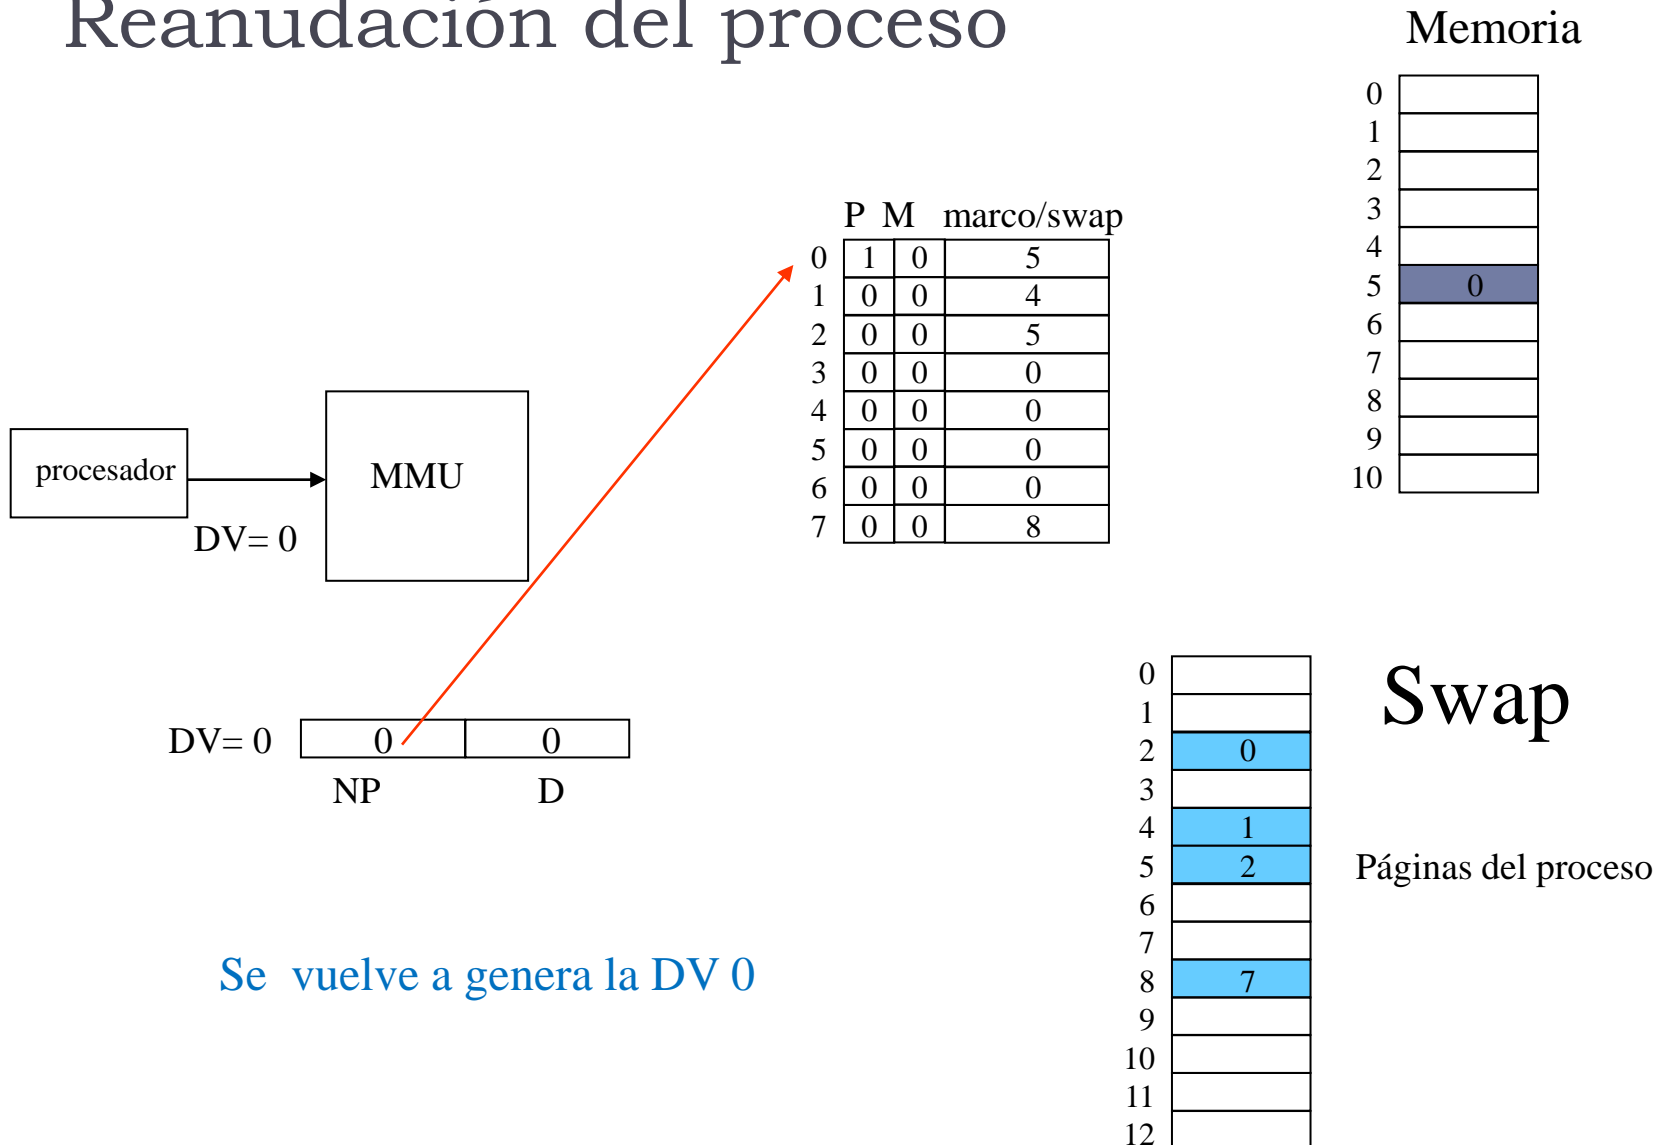 Reanudación del proceso
Memoria
0
1
2
3
4
5 0
6
7
8
9
10
P M marco/swap
0 1 0 5
1 0 0 4
2 0 0 5
3 0 0 0
4 0 0 0
5 0 0 0
6 0 0 0
7 0 0 8
procesador
MMU
DV= 0
DV= 0 0 0
NP D
Se vuelve a genera la DV 0
Swap
0
1
2 0
3
4 1
5 2
6
7
8 7
9
10
11
12
Páginas del proceso